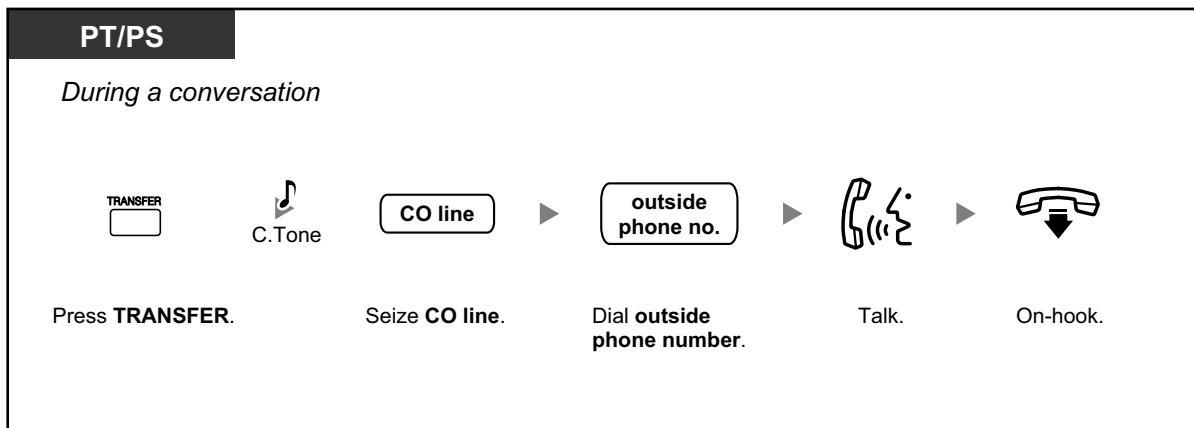 PT/PS
During a conversation
TRANSFER
C.Tone
CO line
outside
phone no.
Press TRANSFER.
Seize CO line.
Dial outside
phone number.
Talk.
On-hook.